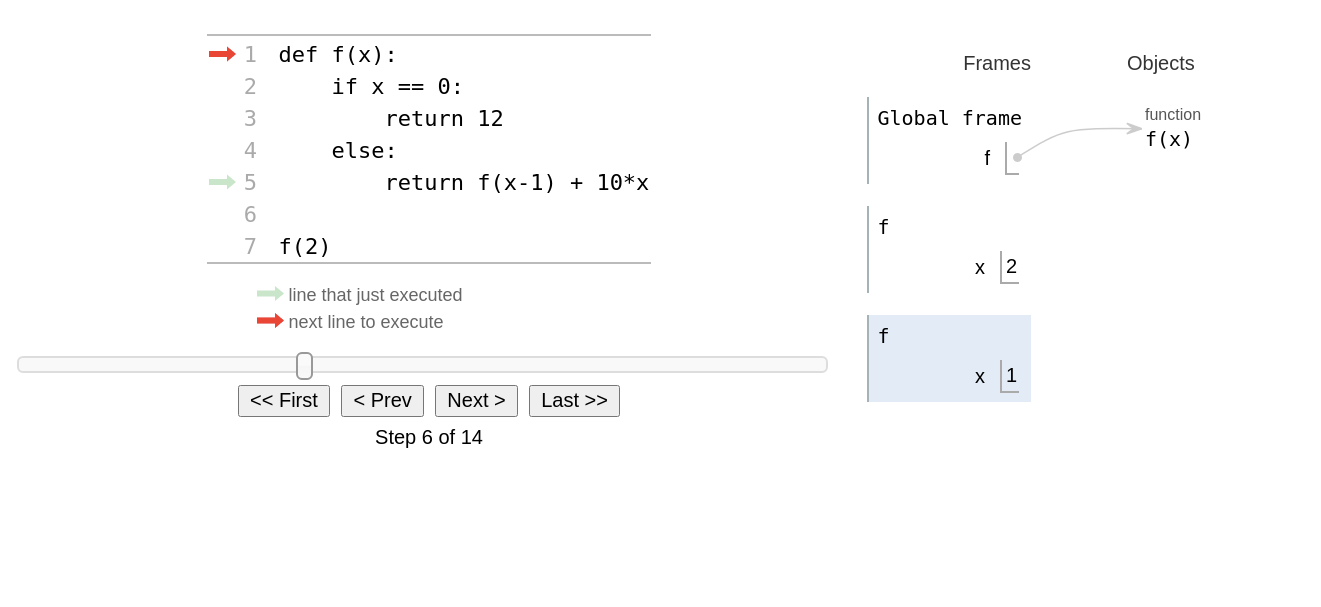 1 def f(x):
2     if x == 0:
3         return 12
4     else:
5         return f(x-1) + 10*x
6
7 f(2)
line that just executed
next line to execute
<< First < Prev Next > Last >>
Step 6 of 14
Frames Objects
Global frame
f
function
f(x)
f
x 2
f
x 1